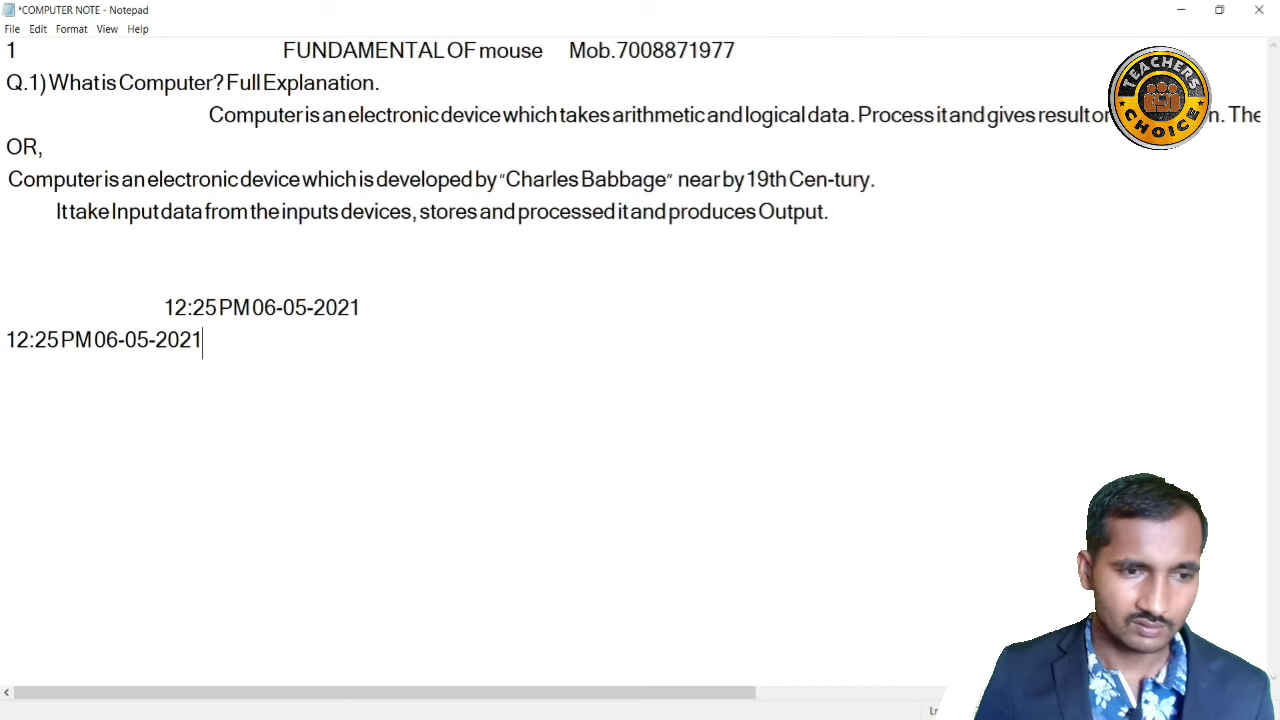 *COMPUTER NOTE - Notepad
File Edit Format View Help
1 FUNDAMENTAL OF mouse Mob.7008871977
Q.1) What is Computer? Full Explanation.
Computer is an electronic device which takes arithmetic and logical data. Process it and gives result or n. The
OR,
Computer is an electronic device which is developed by “Charles Babbage” near by 19th Cen-tury.
It take Input data from the inputs devices, stores and processed it and produces Output.
12:25 PM 06-05-2021
12:25 PM 06-05-2021
TEACHERS
CHOICE